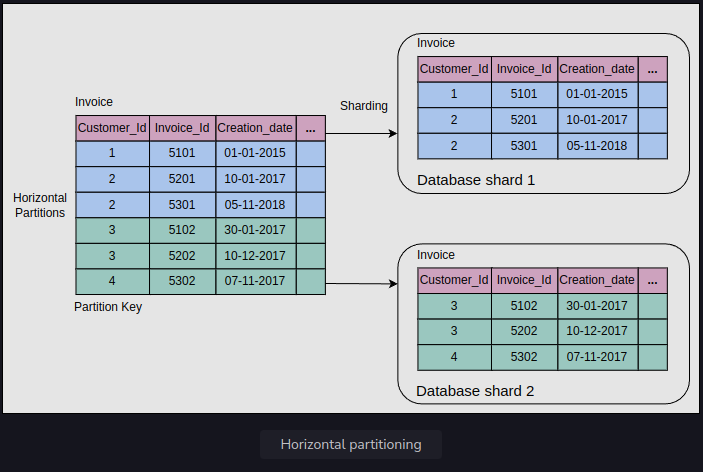 Invoice
Customer_Id Invoice_Id Creation_date ...
1 5101 01-01-2015
2 5201 10-01-2017
2 5301 05-11-2018
3 5102 30-01-2017
3 5202 10-12-2017
4 5302 07-11-2017
Horizontal
Partitions
Partition Key
Sharding
Invoice
Customer_Id Invoice_Id Creation_date ...
1 5101 01-01-2015
2 5201 10-01-2017
2 5301 05-11-2018
Database shard 1
Invoice
Customer_Id Invoice_Id Creation_date ...
3 5102 30-01-2017
3 5202 10-12-2017
4 5302 07-11-2017
Database shard 2
Horizontal partitioning